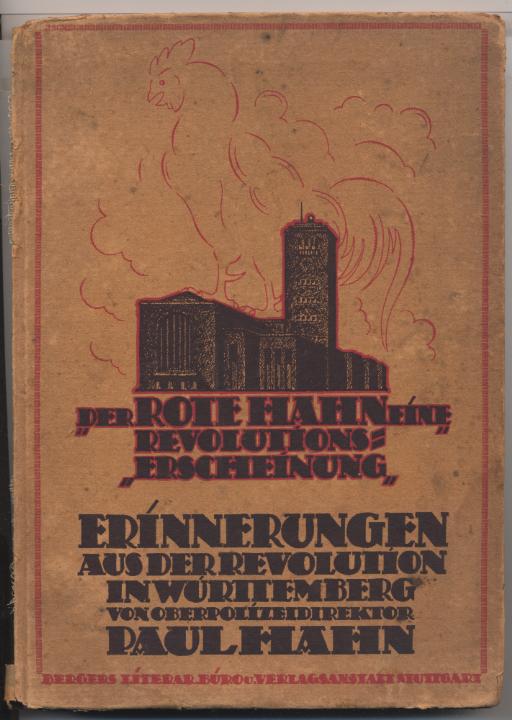 „DER ROTE HAHN" EINE
REVOLUTIONS=
„ERSCHEINUNG"
ERINNERUNGEN
AUS DER REVOLUTION
IN WÜRTTEMBERG
VON OBERPOLIZEIDIREKTOR
PAUL HAHN
BERGERS LITERAR. BÜRO U. VERLAGSANSTALT STUTTGART